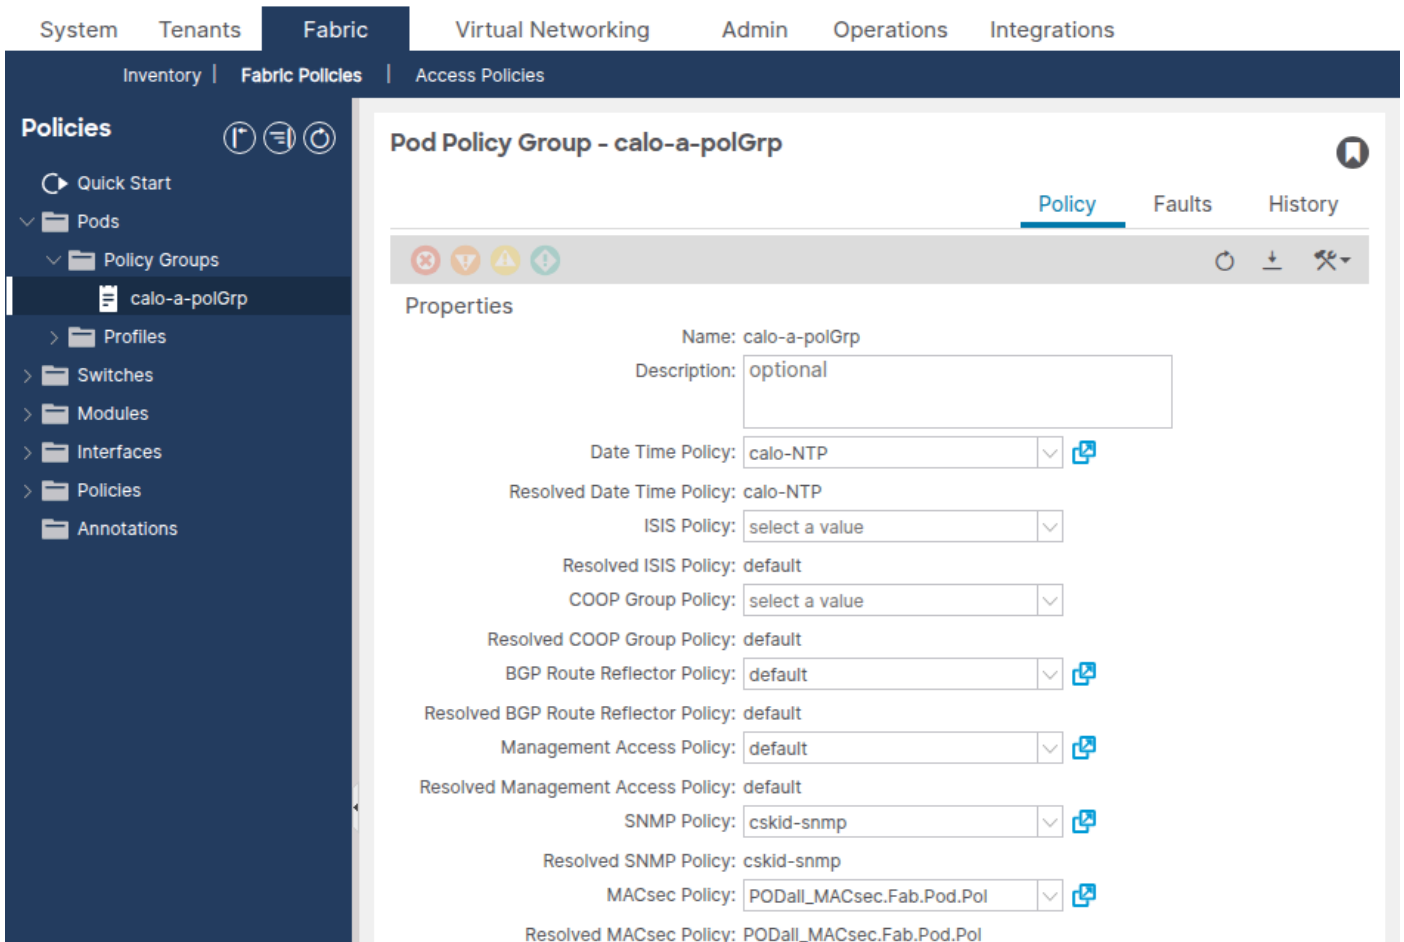 System Tenants Fabric Virtual Networking Admin Operations Integrations
Inventory | Fabric Policies | Access Policies
Policies
Quick Start
Pods
Policy Groups
calo-a-polGrp
Profiles
Switches
Modules
Interfaces
Policies
Annotations
Pod Policy Group - calo-a-polGrp
Policy Faults History
Properties
Name: calo-a-polGrp
Description: optional
Date Time Policy: calo-NTP
Resolved Date Time Policy: calo-NTP
ISIS Policy: select a value
Resolved ISIS Policy: default
COOP Group Policy: select a value
Resolved COOP Group Policy: default
BGP Route Reflector Policy: default
Resolved BGP Route Reflector Policy: default
Management Access Policy: default
Resolved Management Access Policy: default
SNMP Policy: cskid-snmp
Resolved SNMP Policy: cskid-snmp
MACsec Policy: PODall_MACsec.Fab.Pod.Pol
Resolved MACsec Policy: PODall_MACsec.Fab.Pod.Pol